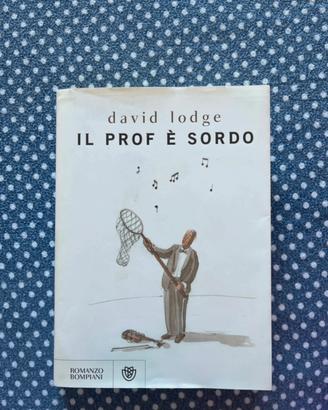 david lodge
IL PROF È SORDO
ROMANZO
BOMPIANI